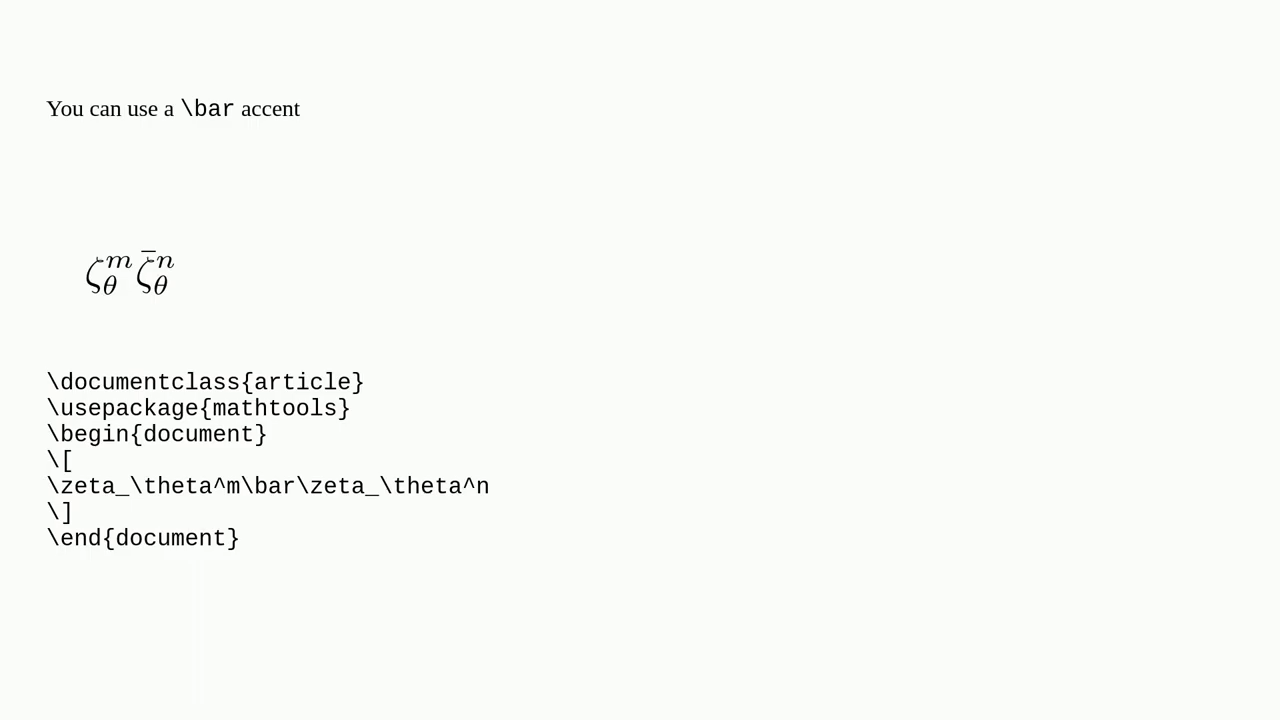 You can use a \bar accent
ζ_θ^m ζ̄_θ^n
\documentclass{article}
\usepackage{mathtools}
\begin{document}
\[
\zeta_\theta^m\bar\zeta_\theta^n
\]
\end{document}